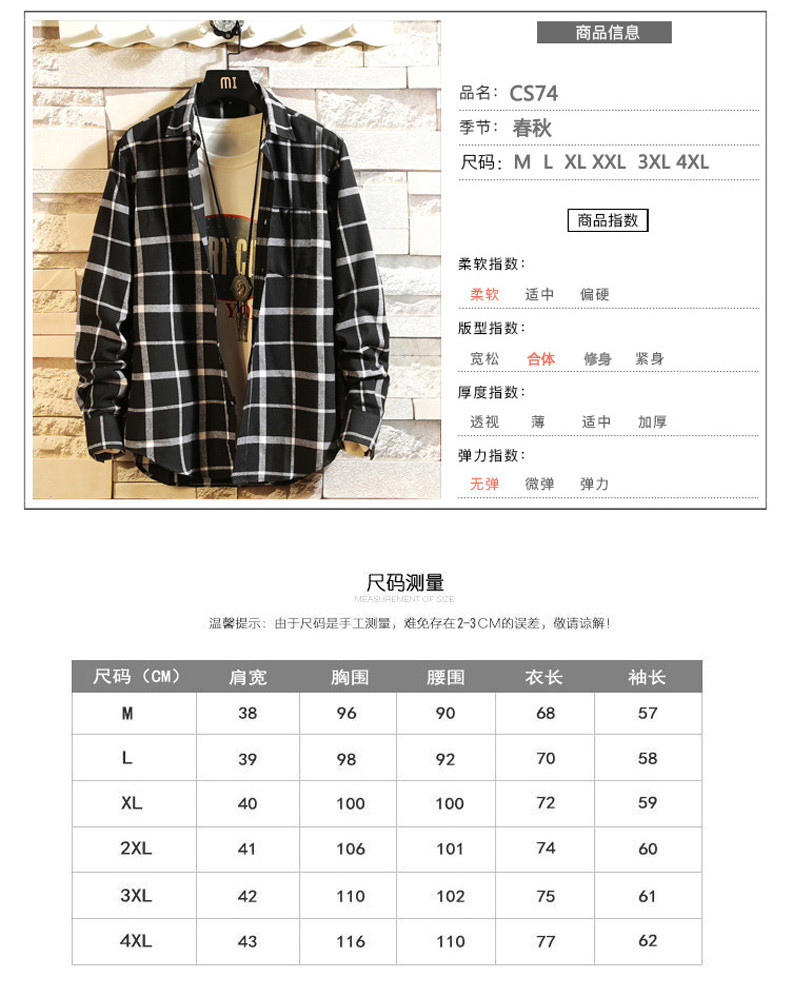 MI
商品信息
品名: CS74
季节: 春秋
尺码: M L XL XXL 3XL 4XL
商品指数
柔软指数:
柔软 适中 偏硬
版型指数:
宽松 合体 修身 紧身
厚度指数:
透视 薄 适中 加厚
弹力指数:
无弹 微弹 弹力
尺码测量
MEASUREMENT OF SIZE
温馨提示: 由于尺码是手工测量, 难免存在2-3CM的误差, 敬请谅解!
尺码 (CM) 肩宽 胸围 腰围 衣长 袖长
M 38 96 90 68 57
L 39 98 92 70 58
XL 40 100 100 72 59
2XL 41 106 101 74 60
3XL 42 110 102 75 61
4XL 43 116 110 77 62